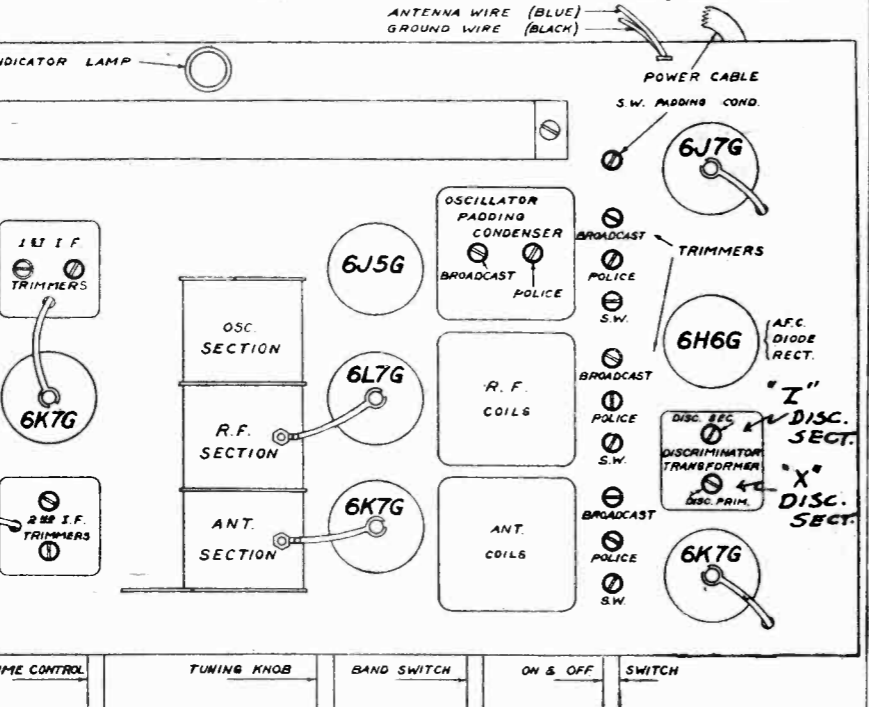 ANTENNA WIRE (BLUE)
GROUND WIRE (BLACK)
NDICATOR LAMP
POWER CABLE
S.W. PADDING COND.
6J7G
OSCILLATOR
PADDING
CONDENSER
BROADCAST
POLICE
BROADCAST
POLICE
S.W.
TRIMMERS
1ST I.F.
TRIMMERS
6J5G
OSC.
SECTION
6H6G
A.F.C.
DIODE
RECT.
6K7G
6L7G
R.F.
SECTION
R.F.
COILS
BROADCAST
POLICE
S.W.
DISC. SEC.
DISCRIMINATOR
TRANSFORMER
DISC. PRIM.
"Z"
DISC.
SECT.
"X"
DISC.
SECT.
2ND I.F.
TRIMMERS
ANT.
SECTION
6K7G
ANT.
COILS
BROADCAST
POLICE
S.W.
6K7G
ME CONTROL
TUNING KNOB
BAND SWITCH
ON & OFF
SWITCH